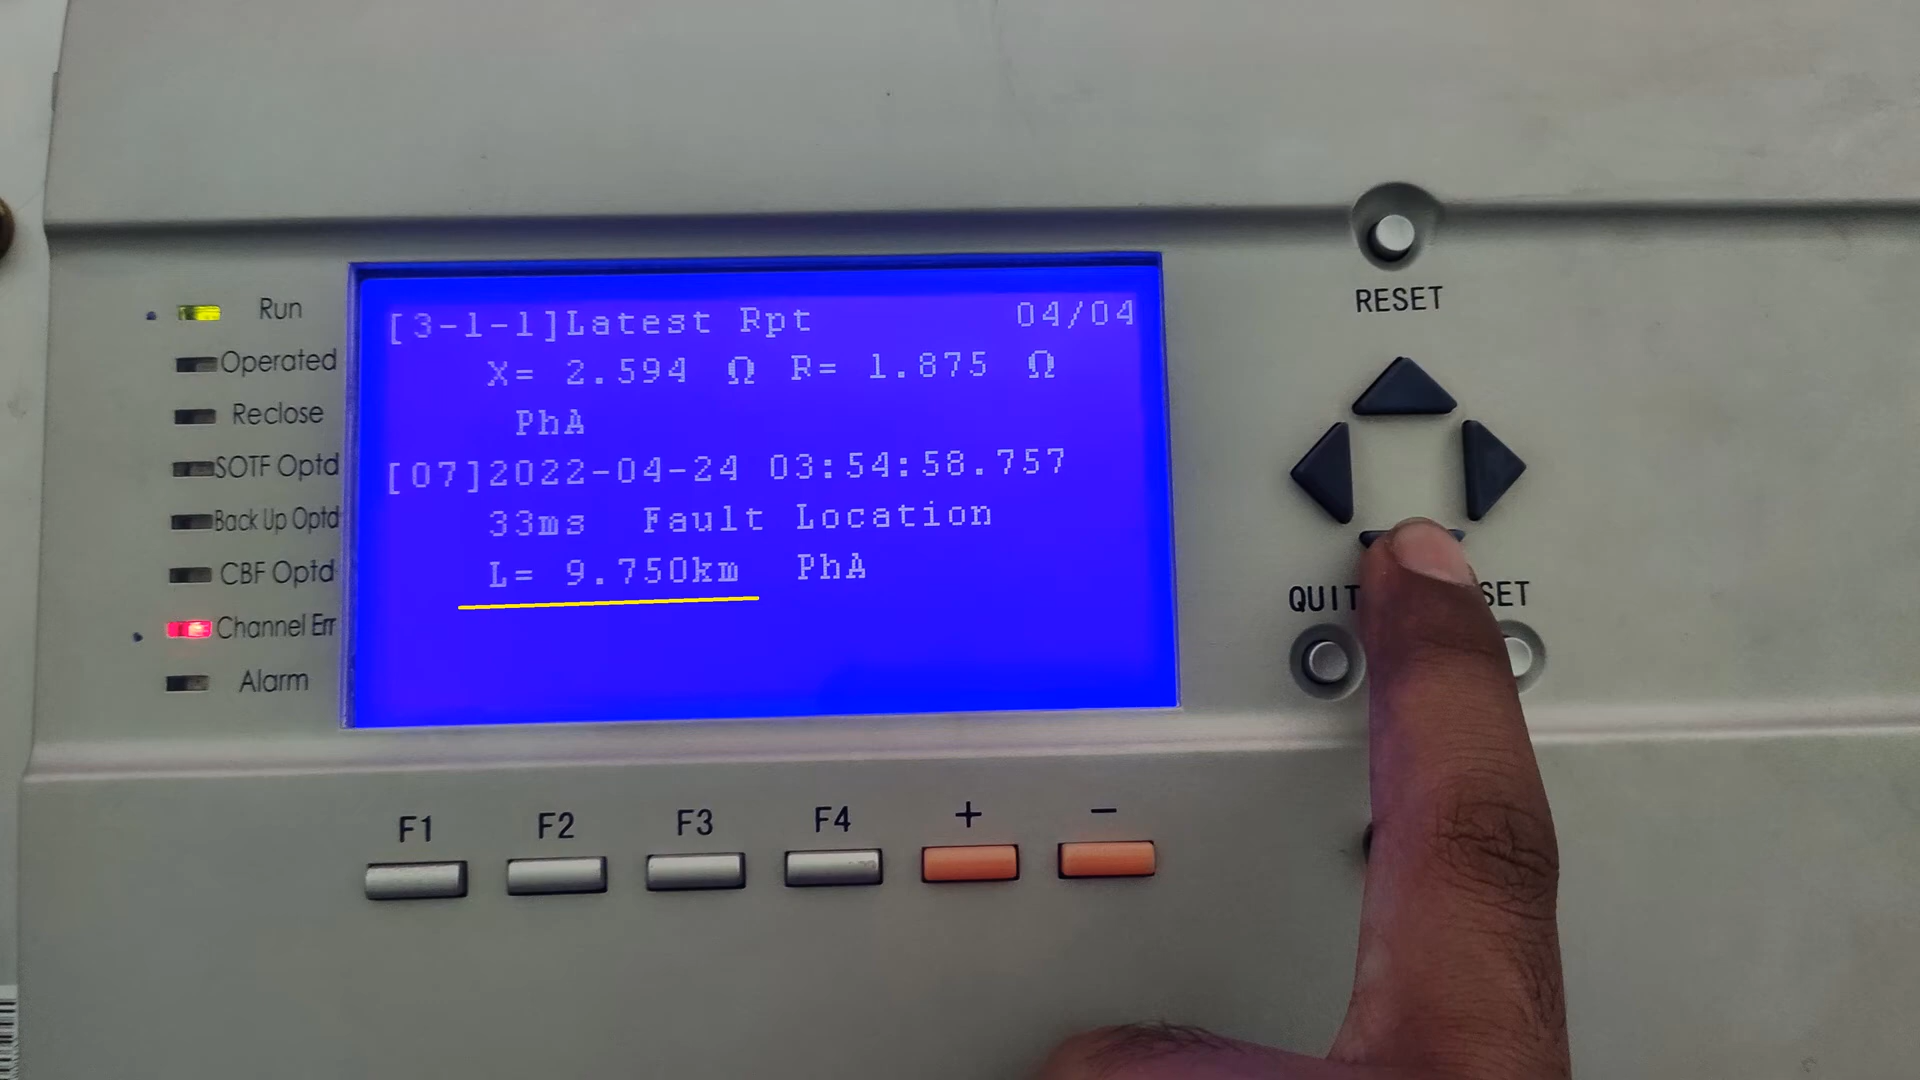 [3-1-1]Latest Rpt 04/04
X= 2.594 Ω R= 1.875 Ω
PhA
[07]2022-04-24 03:54:58.757
33ms Fault Location
L= 9.750km PhA
Run
Operated
Reclose
SOTF Optd
Back Up Optd
CBF Optd
Channel Err
Alarm
RESET
QUIT
SET
F1 F2 F3 F4 + -